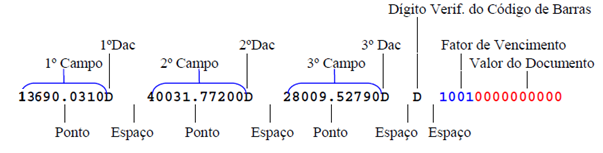 Dígito Verif. do Código de Barras
1ºDac 2ºDac 3º Dac Fator de Vencimento
1º Campo 2º Campo 3º Campo Valor do Documento
13690.0310D 40031.77200D 28009.52790D D 10010000000000
Ponto Espaço Ponto Espaço Ponto Espaço Espaço